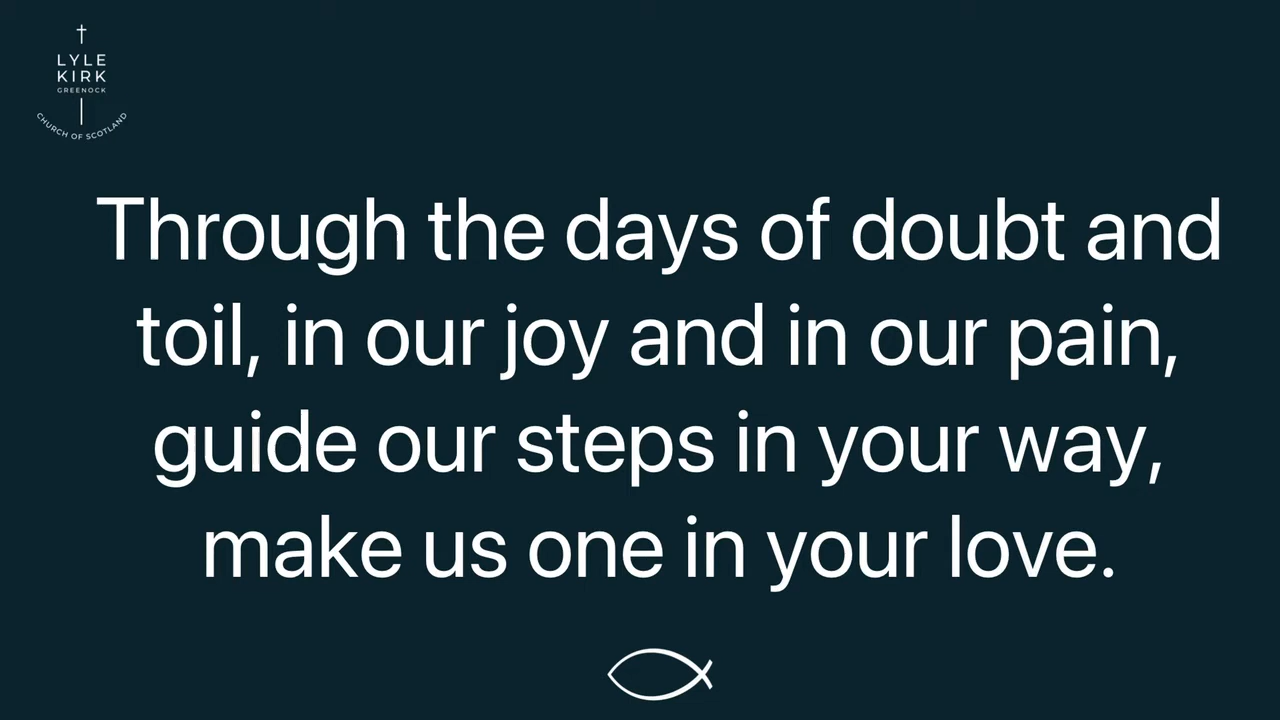 LYLE
KIRK
GREENOCK
CHURCH OF SCOTLAND
Through the days of doubt and
toil, in our joy and in our pain,
guide our steps in your way,
make us one in your love.